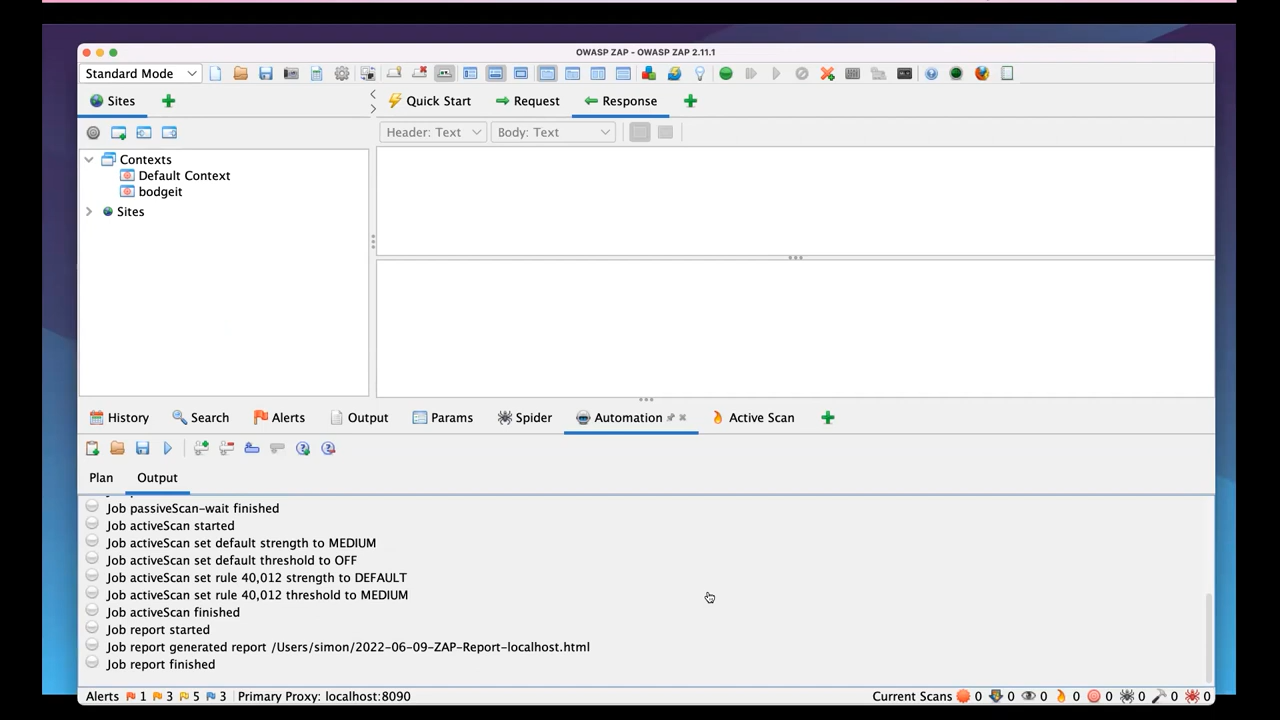 OWASP ZAP - OWASP ZAP 2.11.1
Standard Mode
Sites
Quick Start
Request
Response
Header: Text
Body: Text
Contexts
Default Context
bodgeit
Sites
History
Search
Alerts
Output
Params
Spider
Automation
Active Scan
Plan
Output
Job passiveScan-wait finished
Job activeScan started
Job activeScan set default strength to MEDIUM
Job activeScan set default threshold to OFF
Job activeScan set rule 40,012 strength to DEFAULT
Job activeScan set rule 40,012 threshold to MEDIUM
Job activeScan finished
Job report started
Job report generated report /Users/simon/2022-06-09-ZAP-Report-localhost.html
Job report finished
Alerts 1 3 5 3 Primary Proxy: localhost:8090
Current Scans 0 0 0 0 0 0 0 0